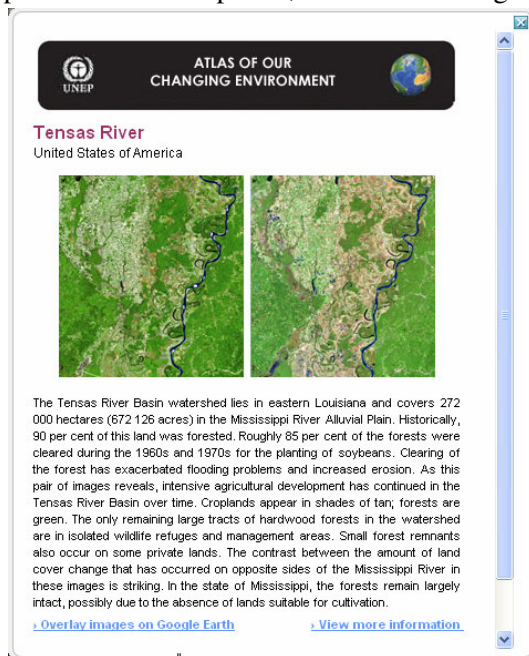 ATLAS OF OUR
CHANGING ENVIRONMENT
UNEP
Tensas River
United States of America
The Tensas River Basin watershed lies in eastern Louisiana and covers 272
000 hectares (672 126 acres) in the Mississippi River Alluvial Plain. Historically,
90 per cent of this land was forested. Roughly 85 per cent of the forests were
cleared during the 1960s and 1970s for the planting of soybeans. Clearing of
the forest has exacerbated flooding problems and increased erosion. As this
pair of images reveals, intensive agricultural development has continued in the
Tensas River Basin over time. Croplands appear in shades of tan; forests are
green. The only remaining large tracts of hardwood forests in the watershed
are in isolated wildlife refuges and management areas. Small forest remnants
also occur on some private lands. The contrast between the amount of land
cover change that has occurred on opposite sides of the Mississippi River in
these images is striking. In the state of Mississippi, the forests remain largely
intact, possibly due to the absence of lands suitable for cultivation.
› Overlay images on Google Earth › View more information